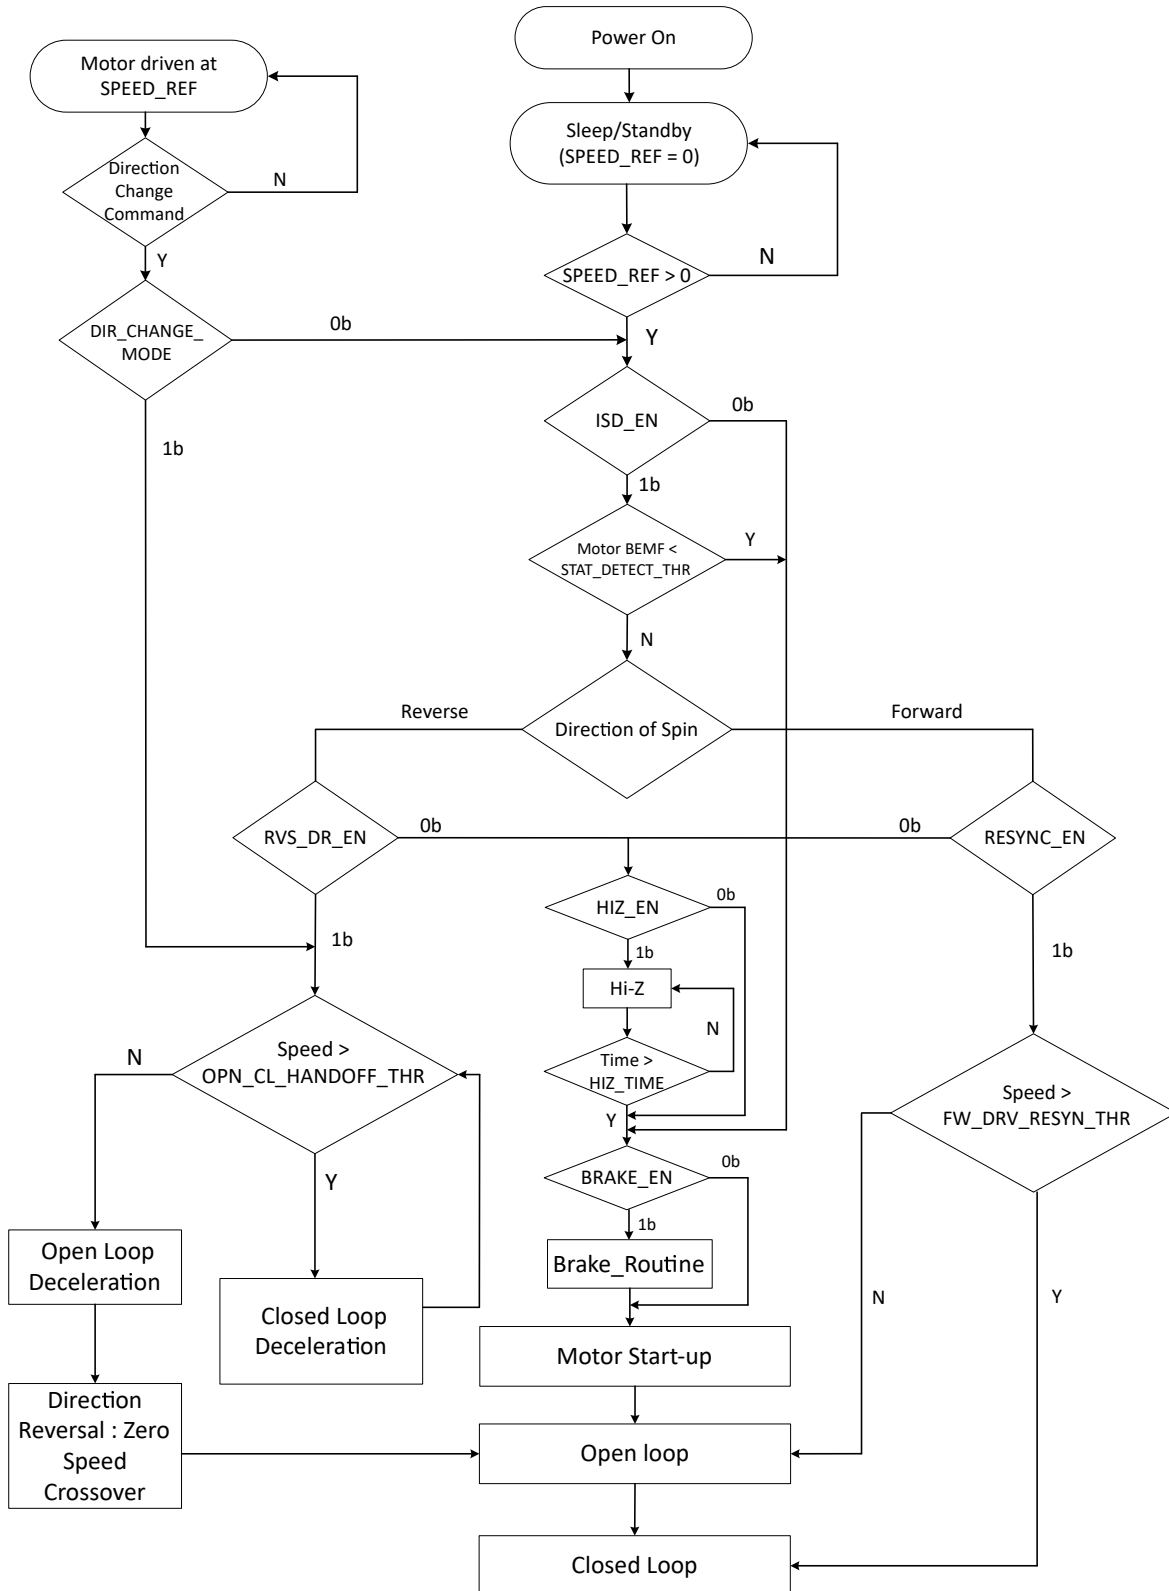 Power On
Motor driven at
SPEED_REF
Sleep/Standby
(SPEED_REF = 0)
Direction
Change
Command
N
Y
SPEED_REF > 0
N
Y
DIR_CHANGE_
MODE
0b
1b
ISD_EN
0b
1b
Motor BEMF <
STAT_DETECT_THR
Y
N
Direction of Spin
Reverse
Forward
RVS_DR_EN
0b
1b
RESYNC_EN
0b
1b
HIZ_EN
0b
1b
Hi-Z
N
Time >
HIZ_TIME
Y
Speed >
OPN_CL_HANDOFF_THR
N
Y
Speed >
FW_DRV_RESYN_THR
N
Y
BRAKE_EN
0b
1b
Brake_Routine
Open Loop
Deceleration
Closed Loop
Deceleration
Motor Start-up
Direction
Reversal : Zero
Speed
Crossover
Open loop
Closed Loop